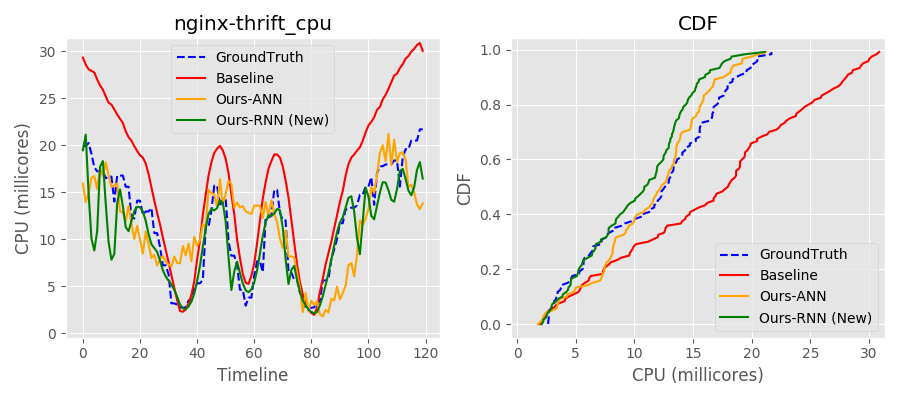 nginx-thrift_cpu
CPU (millicores)
30
25
20
15
10
5
0
GroundTruth
Baseline
Ours-ANN
Ours-RNN (New)
0 20 40 60 80 100 120
Timeline
CDF
CDF
1.0
0.8
0.6
0.4
0.2
0.0
GroundTruth
Baseline
Ours-ANN
Ours-RNN (New)
0 5 10 15 20 25 30
CPU (millicores)